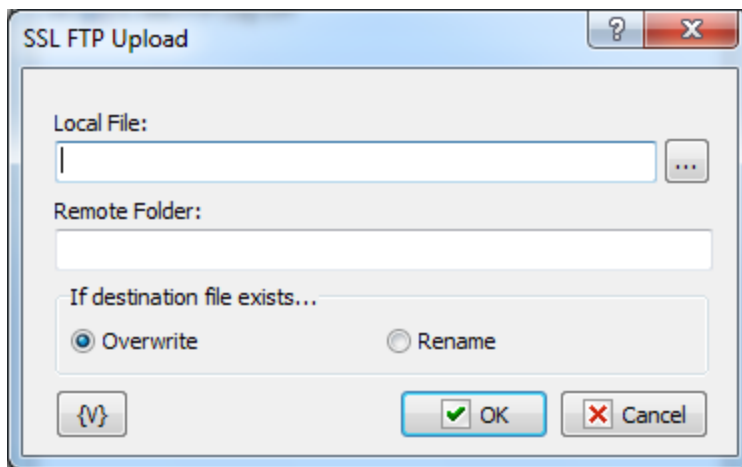 SSL FTP Upload
?
X
Local File:
...
Remote Folder:
If destination file exists...
Overwrite
Rename
{V}
OK
Cancel